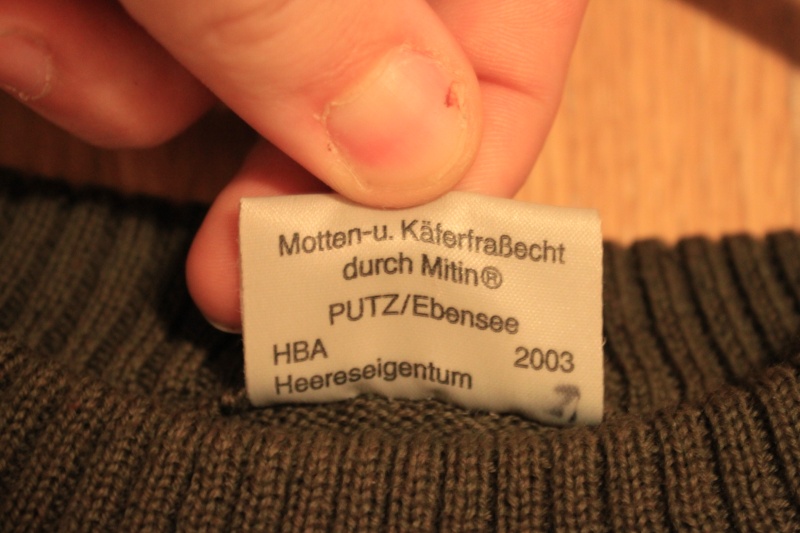 Motten-u. Käferfraßecht
durch Mitin®
PUTZ/Ebensee
HBA 2003
Heereseigentum